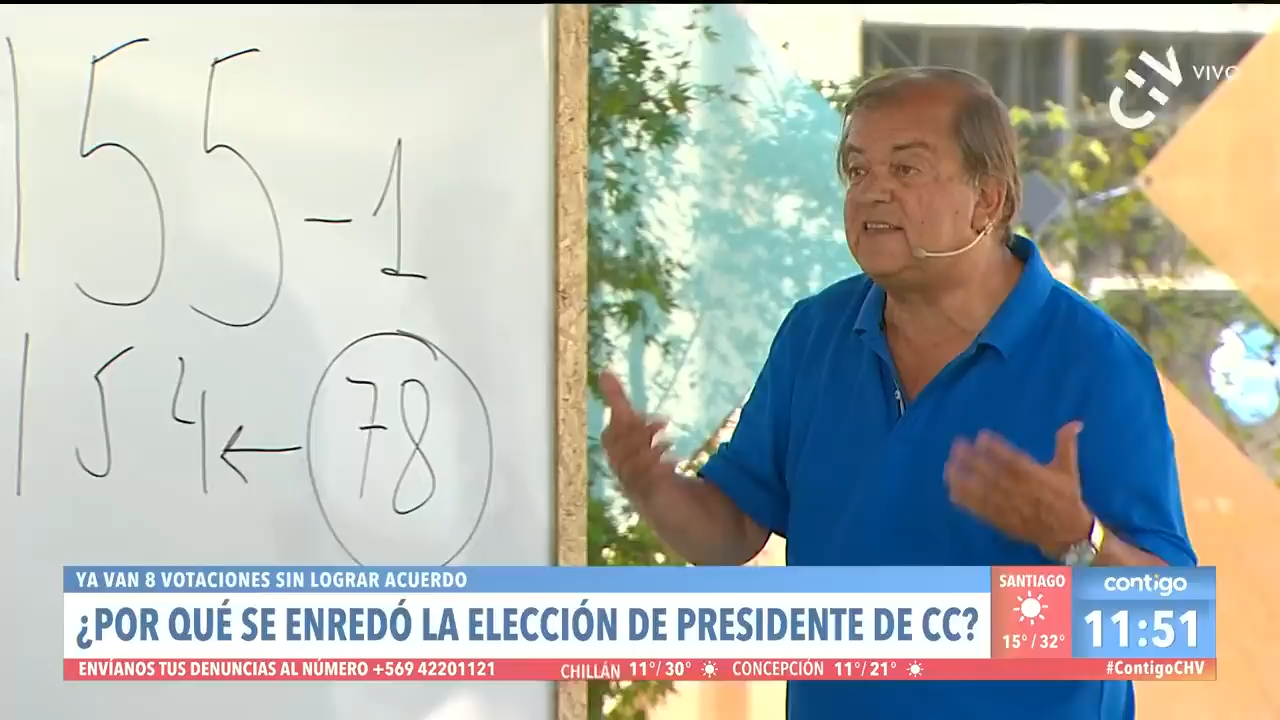 155-1
154 ← 78
CHV VIVO
YA VAN 8 VOTACIONES SIN LOGRAR ACUERDO
¿POR QUÉ SE ENREDÓ LA ELECCIÓN DE PRESIDENTE DE CC?
SANTIAGO
15°/32°
contigo
11:51
ENVÍANOS TUS DENUNCIAS AL NÚMERO +569 42201121
CHILLÁN 11°/30° CONCEPCIÓN 11°/21°
#ContigoCHV